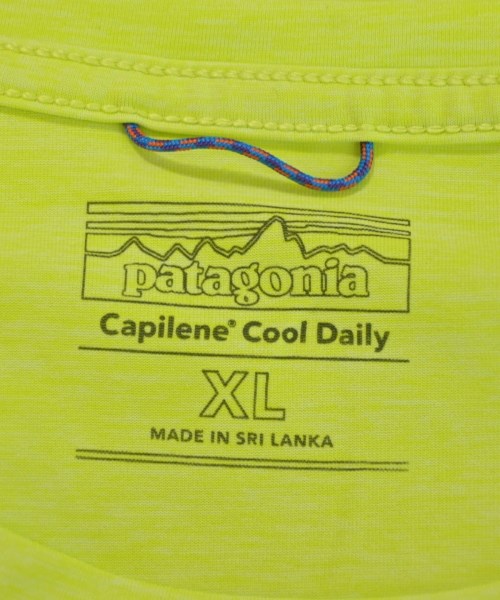 patagonia
Capilene® Cool Daily
XL
MADE IN SRI LANKA